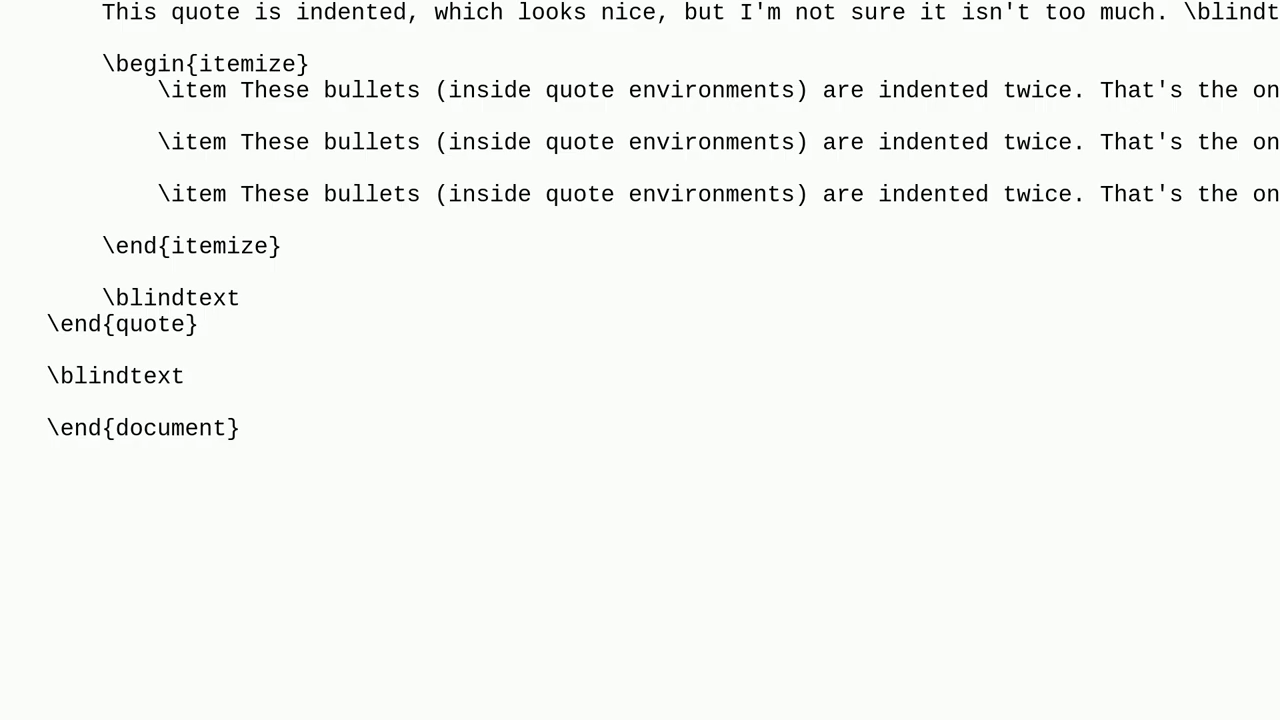 This quote is indented, which looks nice, but I'm not sure it isn't too much. \blindt
\begin{itemize}
\item These bullets (inside quote environments) are indented twice. That's the on
\item These bullets (inside quote environments) are indented twice. That's the on
\item These bullets (inside quote environments) are indented twice. That's the on
\end{itemize}
\blindtext
\end{quote}
\blindtext
\end{document}